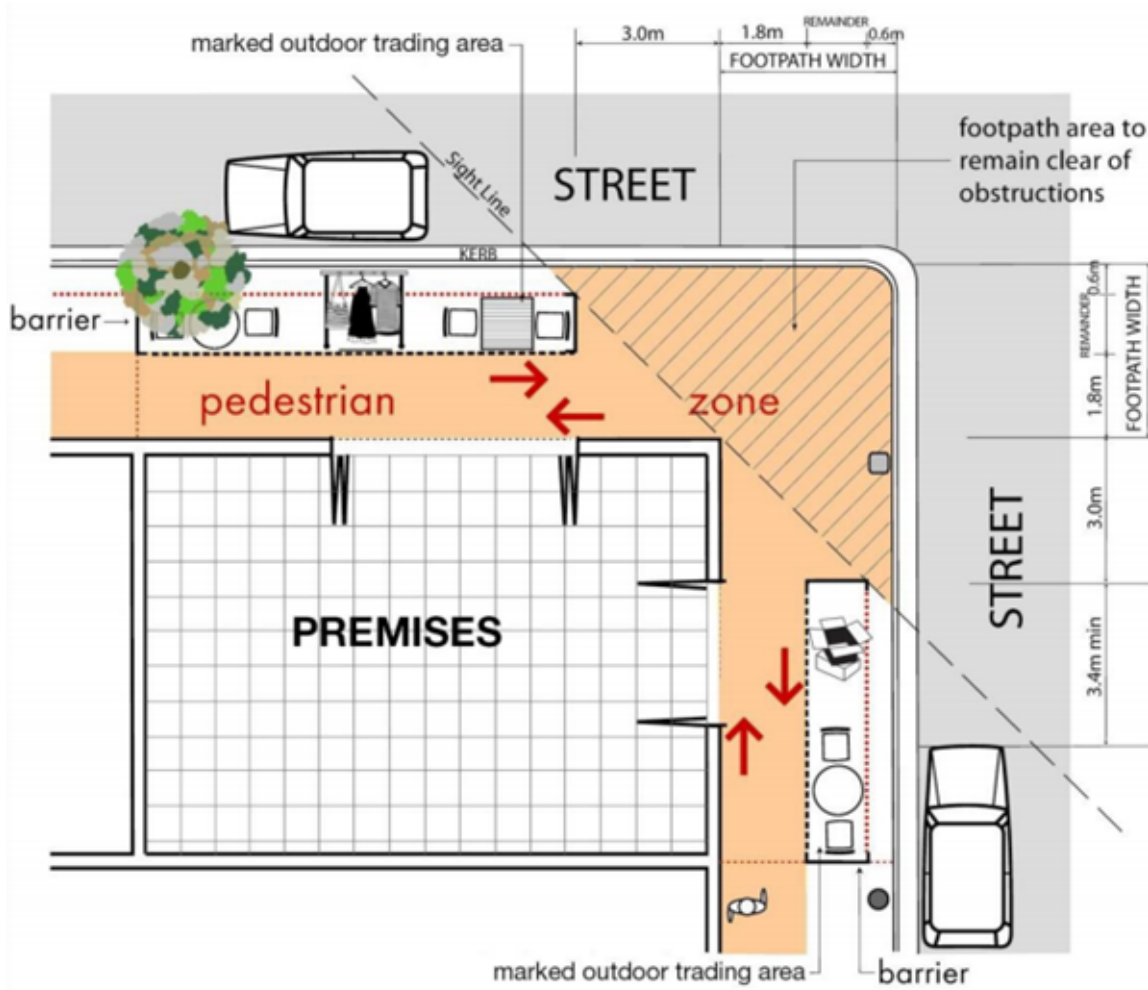 marked outdoor trading area
3.0m
1.8m
REMAINDER
0.6m
FOOTPATH WIDTH
Sight Line
STREET
footpath area to
remain clear of
obstructions
KERB
barrier
pedestrian zone
0.6m
REMAINDER
1.8m
FOOTPATH WIDTH
3.0m
STREET
3.4m min
PREMISES
marked outdoor trading area
barrier